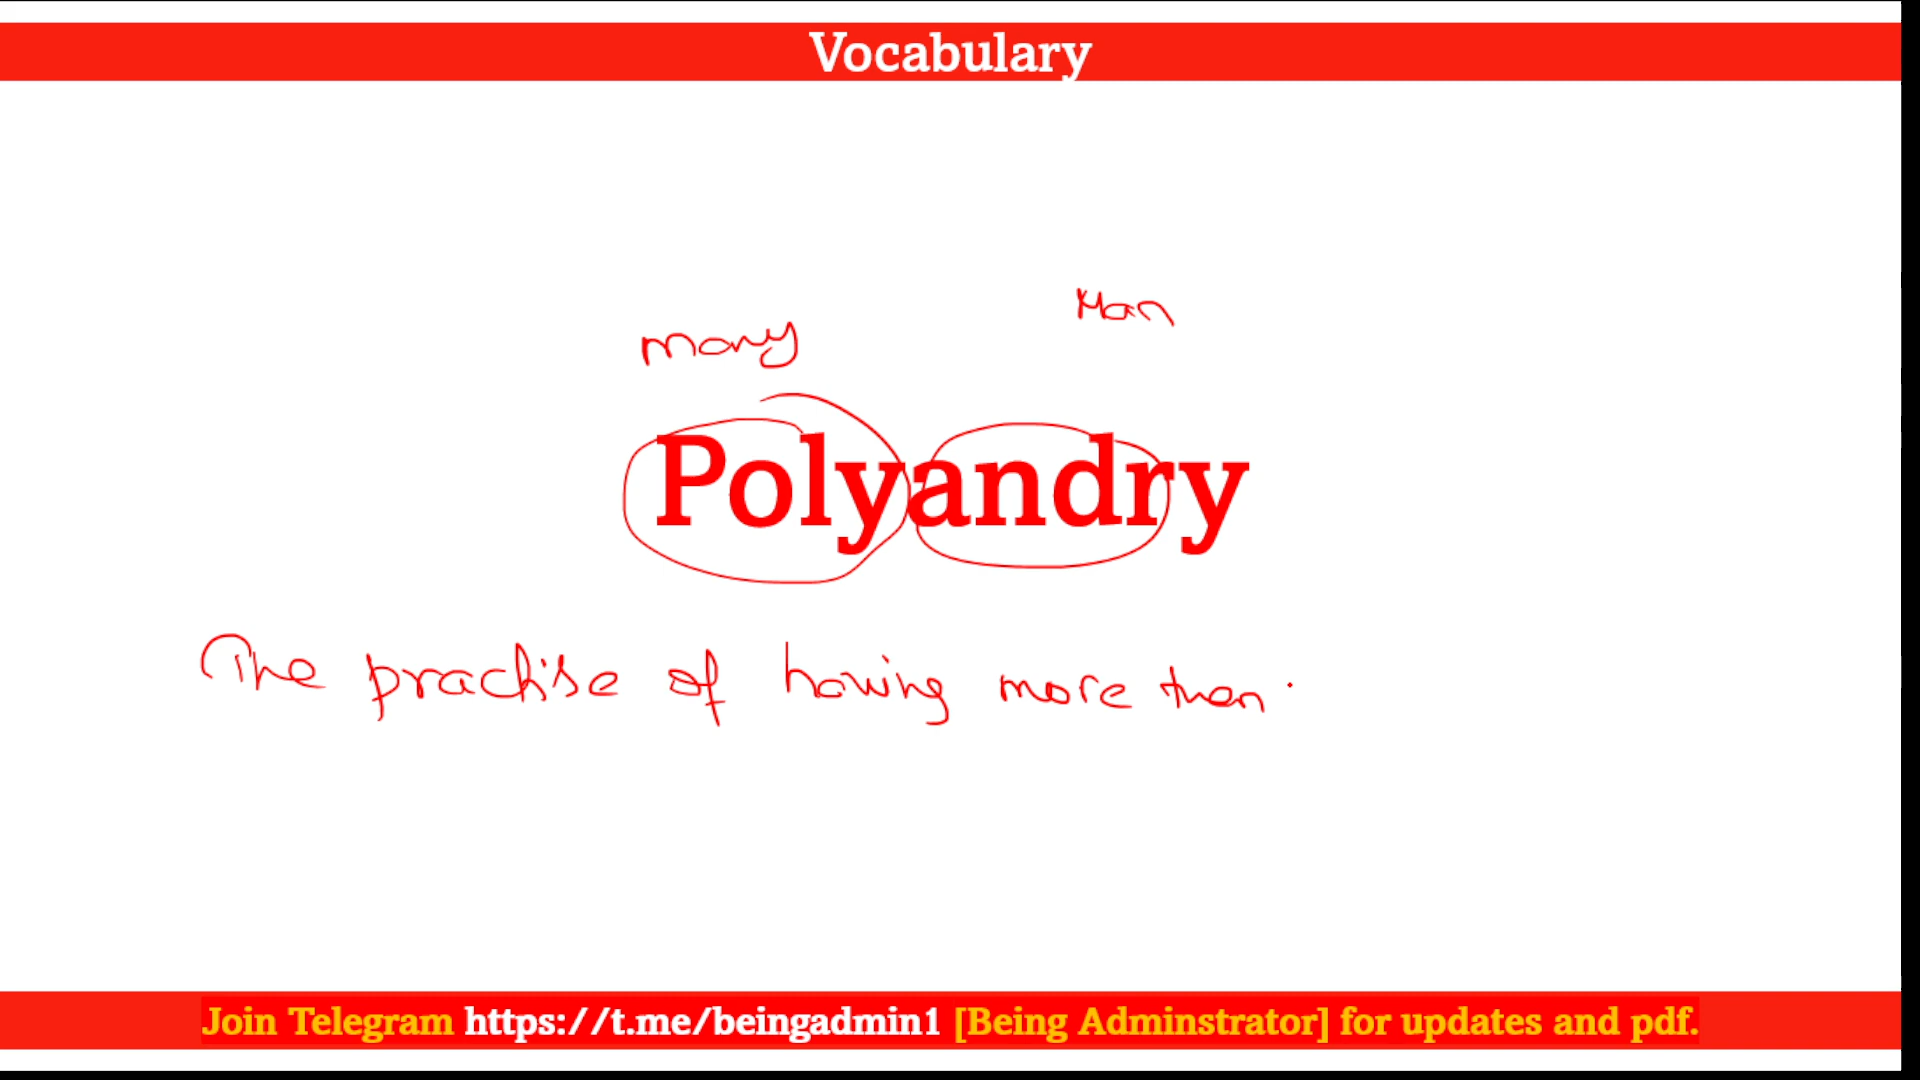 Vocabulary
Man
many
Polyandry
The practise of having more than
Join Telegram https://t.me/beingadmin1 [Being Adminstrator] for updates and pdf.